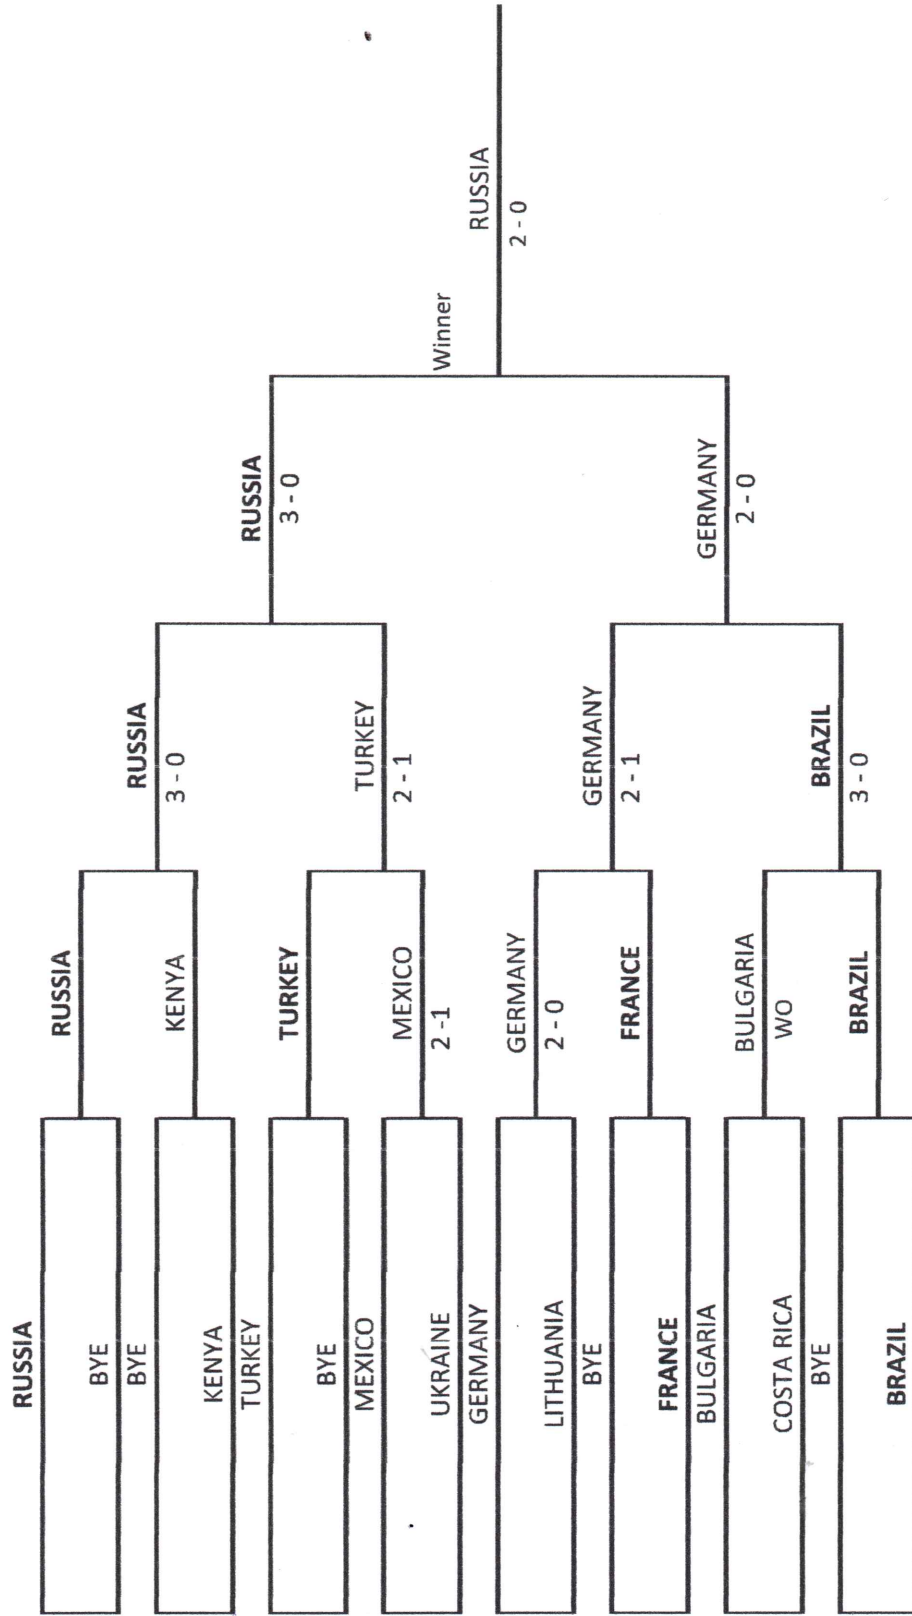 RUSSIA
BYE
BYE
KENYA
TURKEY
BYE
MEXICO
UKRAINE
GERMANY
LITHUANIA
BYE
FRANCE
BULGARIA
COSTA RICA
BYE
BRAZIL
RUSSIA
KENYA
TURKEY
MEXICO
2 -1
GERMANY
2 - 0
FRANCE
BULGARIA
WO
BRAZIL
RUSSIA
3 - 0
TURKEY
2 - 1
GERMANY
2 - 1
BRAZIL
3 - 0
RUSSIA
3 - 0
GERMANY
2 - 0
Winner
RUSSIA
2 - 0